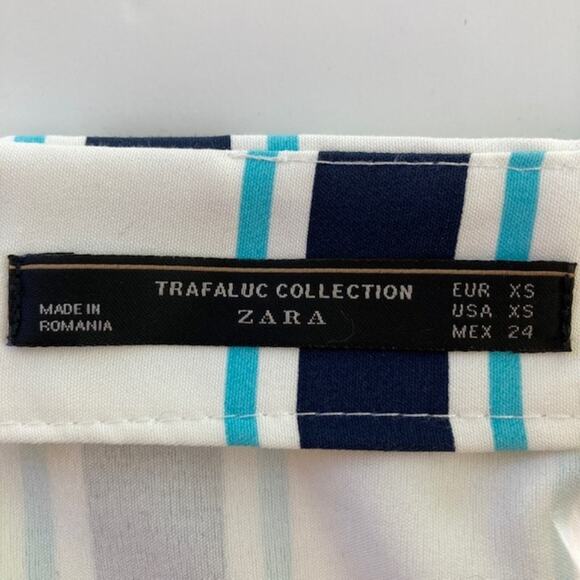 TRAFALUC COLLECTION
ZARA
MADE IN
ROMANIA
EUR XS
USA XS
MEX 24